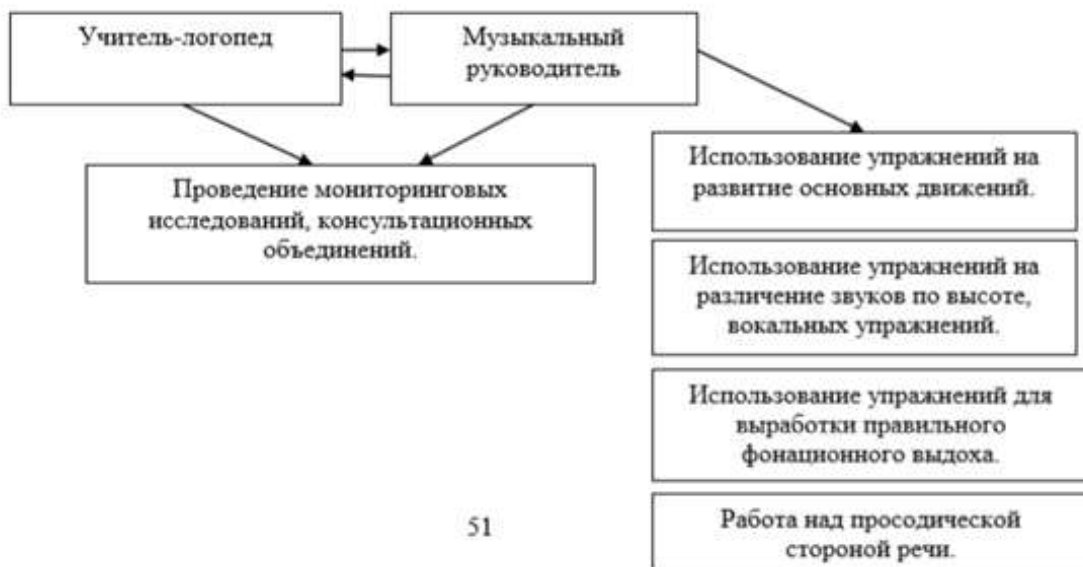 Учитель-логопед
Музыкальный
руководитель
Проведение мониторинговых
исследований, консультационных
объединений.
Использование упражнений на
развитие основных движений.
Использование упражнений на
различение звуков по высоте,
вокальных упражнений.
Использование упражнений для
выработки правильного
фонационного выдоха.
Работа над просодической
стороной речи.
51